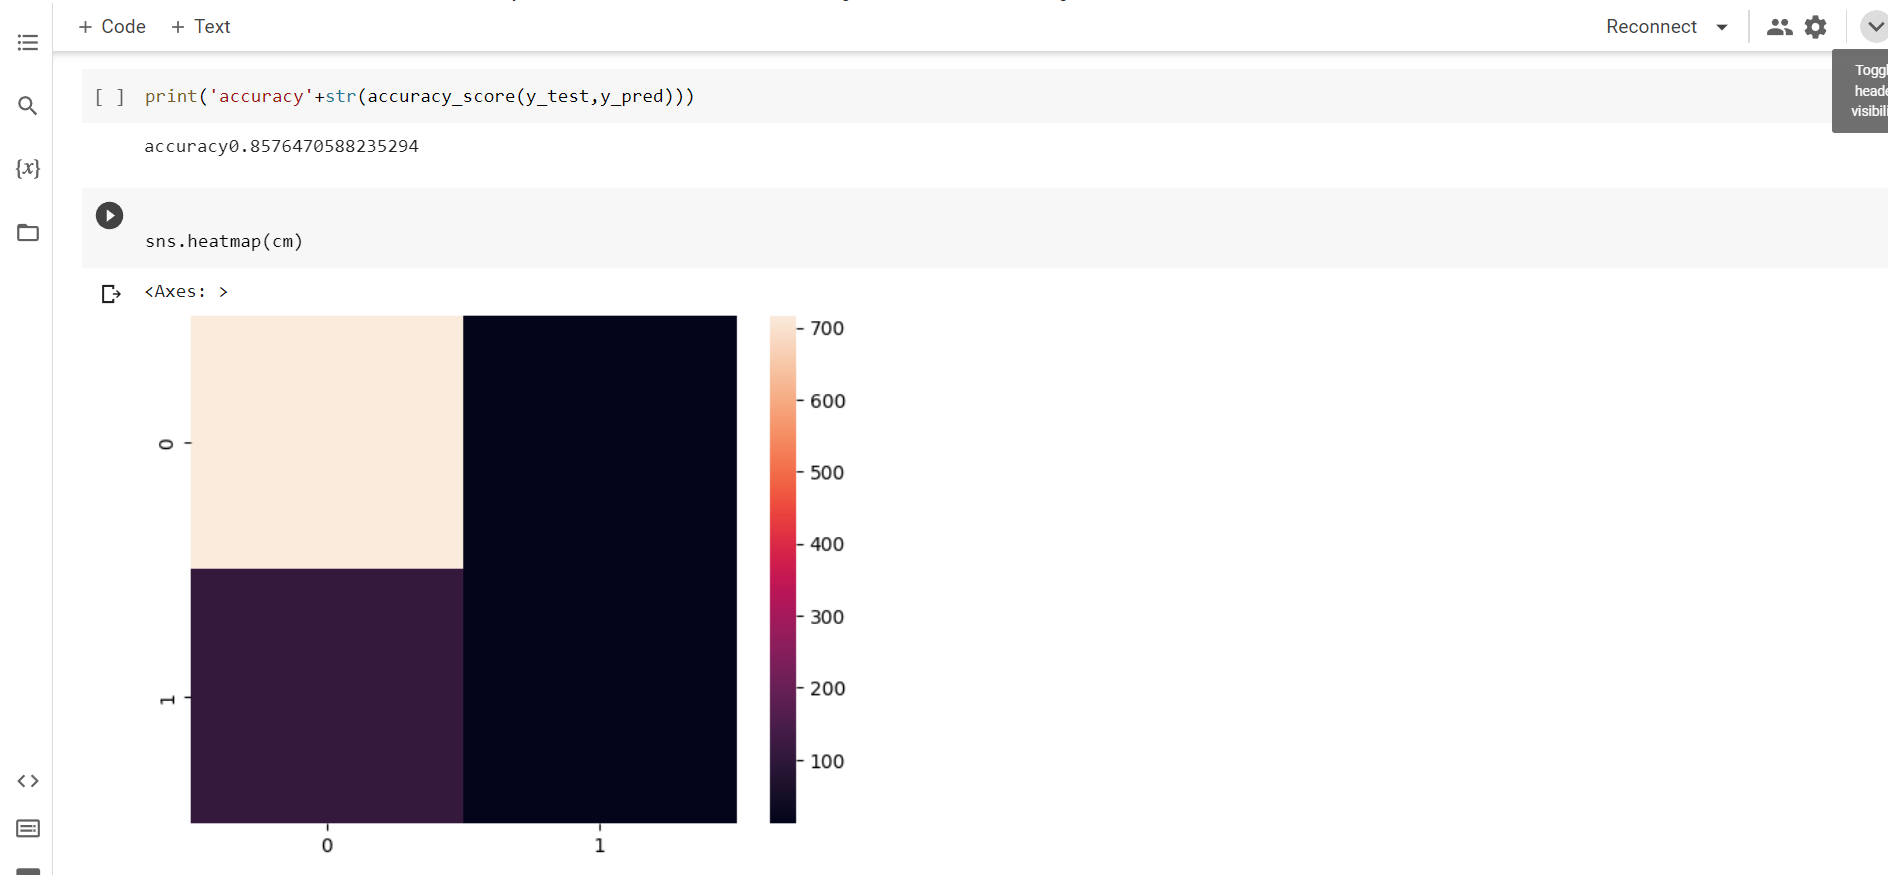 + Code + Text Reconnect
[ ] print('accuracy'+str(accuracy_score(y_test,y_pred)))
accuracy0.8576470588235294
{x}
sns.heatmap(cm)
<Axes: >
700
600
0
500
400
300
1
200
100
0 1